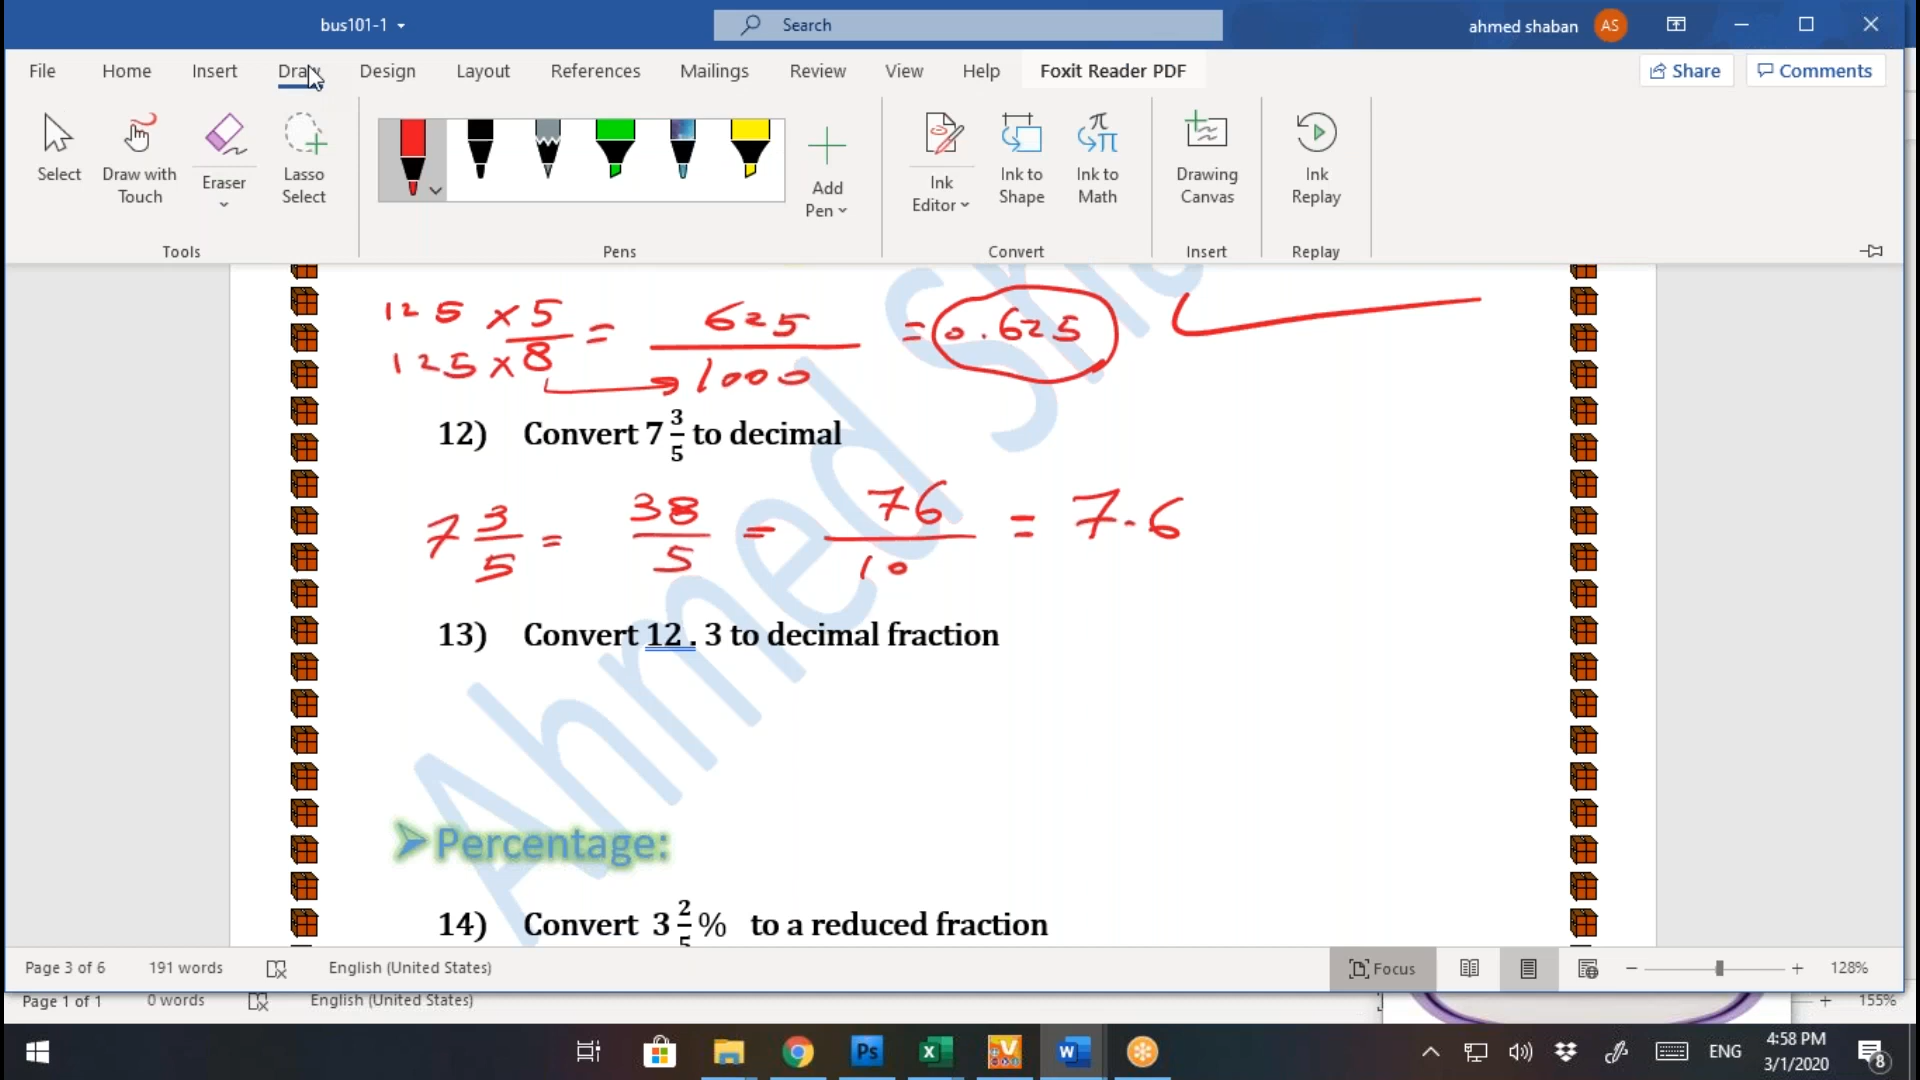 bus101-1
Search
ahmed shaban AS
File Home Insert Draw Design Layout References Mailings Review View Help Foxit Reader PDF Share Comments
Select Draw with Touch Eraser Lasso Select Add Pen Ink Editor Ink to Shape Ink to Math Drawing Canvas Ink Replay
Tools Pens Convert Insert Replay
125 × 5 / 125 × 8 = 625 / 1000 = 0.625
12) Convert 7 3/5 to decimal
7 3/5 = 38/5 = 76/10 = 7.6
13) Convert 12 . 3 to decimal fraction
Ahmed Sha
Percentage:
14) Convert 3 2/5 % to a reduced fraction
Page 3 of 6 191 words English (United States) Focus 128%
Page 1 of 1 0 words English (United States) 155%
Ps X V W ENG 4:58 PM
3/1/2020 8